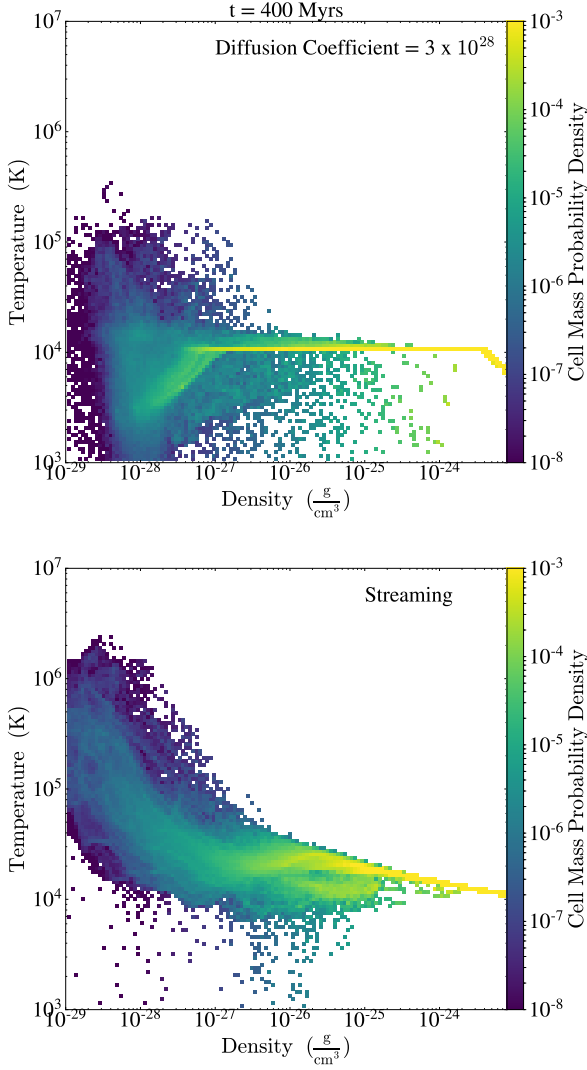 t = 400 Myrs
Diffusion Coefficient = 3 x 10^28
Temperature (K)
10^7
10^6
10^5
10^4
10^3
10^-29 10^-28 10^-27 10^-26 10^-25 10^-24
Density (g/cm^3)
10^-3
10^-4
10^-5
10^-6
10^-7
10^-8
Cell Mass Probability Density
Streaming
Temperature (K)
10^7
10^6
10^5
10^4
10^3
10^-29 10^-28 10^-27 10^-26 10^-25 10^-24
Density (g/cm^3)
10^-3
10^-4
10^-5
10^-6
10^-7
10^-8
Cell Mass Probability Density